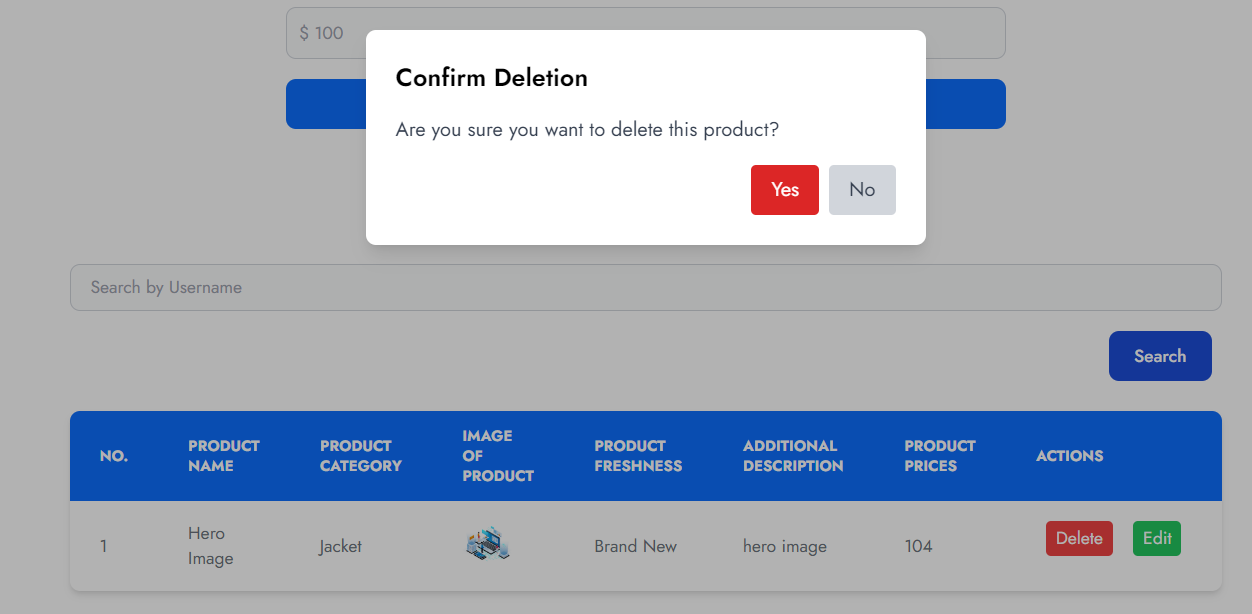 $ 100
Confirm Deletion
Are you sure you want to delete this product?
Yes No
Search by Username
Search
NO. PRODUCT NAME PRODUCT CATEGORY IMAGE OF PRODUCT PRODUCT FRESHNESS ADDITIONAL DESCRIPTION PRODUCT PRICES ACTIONS
1 Hero Image Jacket Brand New hero image 104 Delete Edit